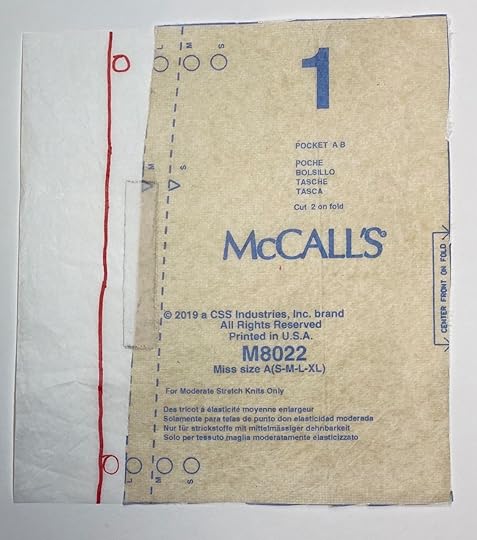 L M S
1
POCKET A B
POCHE
BOLSILLO
TASCHE
TASCA
Cut 2 on fold
M S
McCALL'S®
CENTER FRONT ON FOLD
© 2019 a CSS Industries, Inc. brand
All Rights Reserved
Printed in U.S.A.
M8022
Miss size A(S-M-L-XL)
For Moderate Stretch Knits Only
Des tricot à élasticité moyenne enlargeur
Solamente para telas de punto don elasticidad moderada
Nur für strickstoffe mit mittelmässiger dehnbarkeit
Solo per tessuto maglia moderatamente elasticizzato
L M S